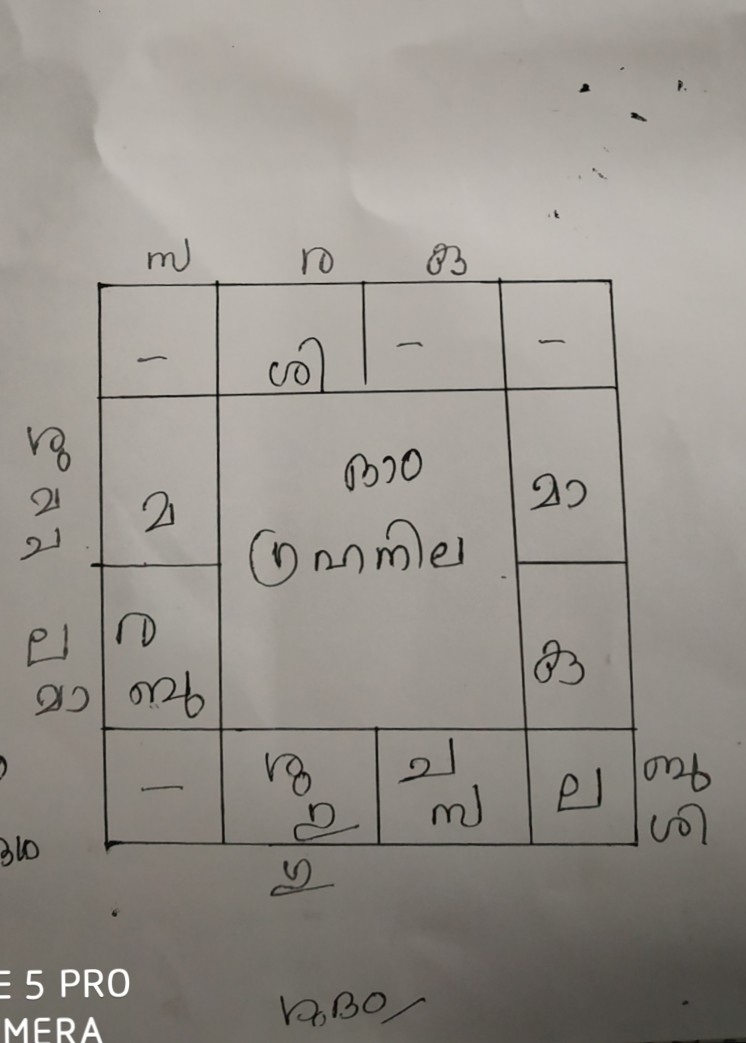 സ ര കു
– ശി – –
ശു
വ
ച
വ
മാ
ഗ്രഹനില
ല
മാ
ര
ബു
കു
– ശു
ച
സ
ല
ബു
ശി
E 5 PRO
MERA